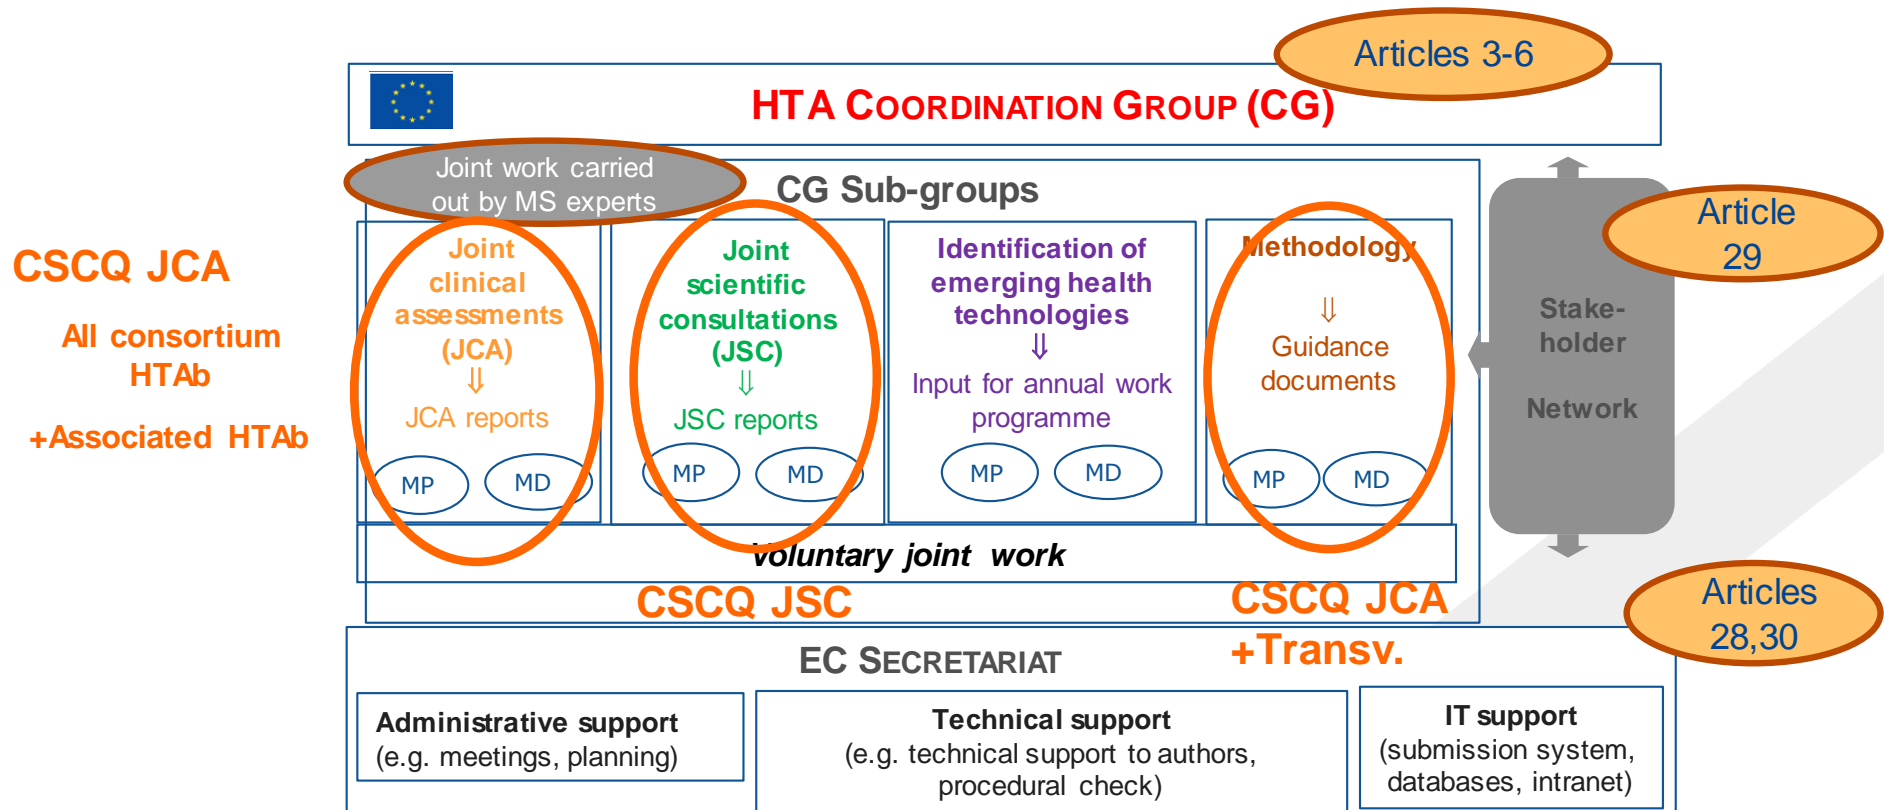 Articles 3-6
HTA COORDINATION GROUP (CG)
Joint work carried
out by MS experts
CG Sub-groups
CSCQ JCA
All consortium
HTAb
+Associated HTAb
Joint
clinical
assessments
(JCA)
⇓
JCA reports
MP
MD
Joint
scientific
consultations
(JSC)
⇓
JSC reports
MP
MD
Identification of
emerging health
technologies
⇓
Input for annual work
programme
MP
MD
Methodology
⇓
Guidance
documents
MP
MD
Article
29
Stake-
holder
Network
Voluntary joint work
CSCQ JSC
CSCQ JCA
+Transv.
Articles
28,30
EC SECRETARIAT
Administrative support
(e.g. meetings, planning)
Technical support
(e.g. technical support to authors,
procedural check)
IT support
(submission system,
databases, intranet)